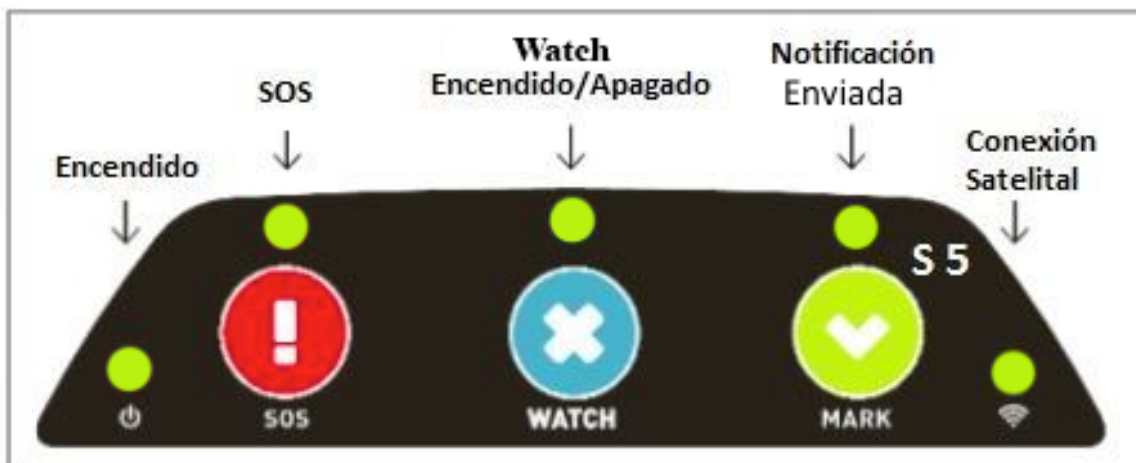 Watch
Encendido/Apagado
Notificación
Enviada
SOS
Conexión
Satelital
Encendido
S 5
SOS
WATCH
MARK